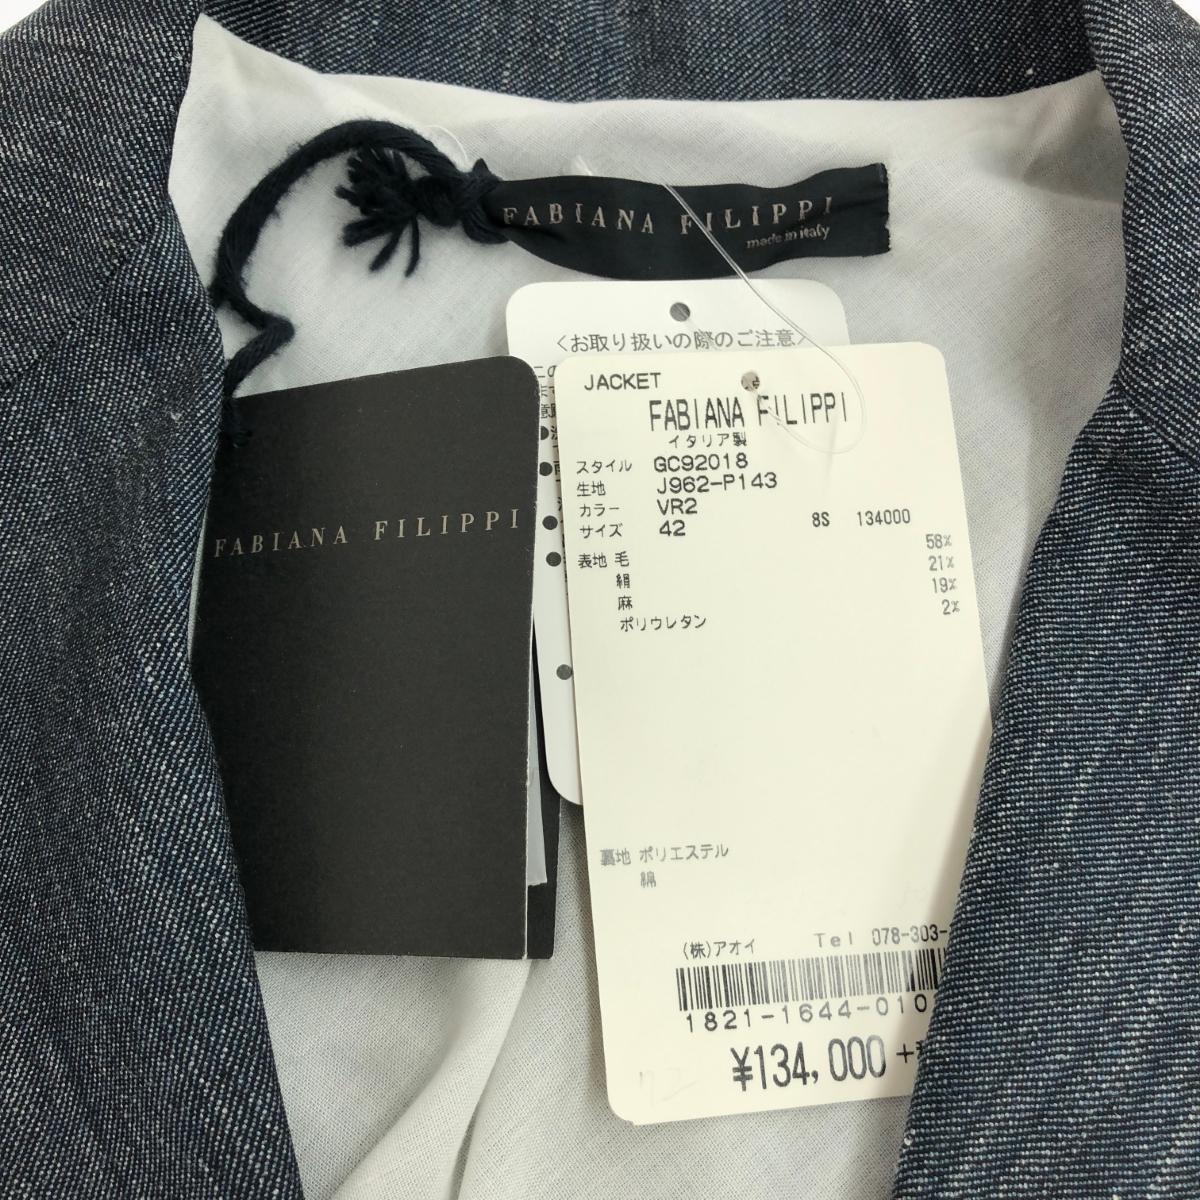 FABIANA FILIPPI
made in italy
<お取り扱いの際のご注意>
FABIANA FILIPPI
JACKET
FABIANA FILIPPI
イタリア製
スタイル GC92018
生地 J962-P143
カラー VR2
サイズ 42 8S 134000
表地 毛 58%
絹 21%
麻 19%
ポリウレタン 2%
裏地 ポリエステル
綿
(株)アオイ Tel 078-303-
1821-1644-010
¥134,000+税